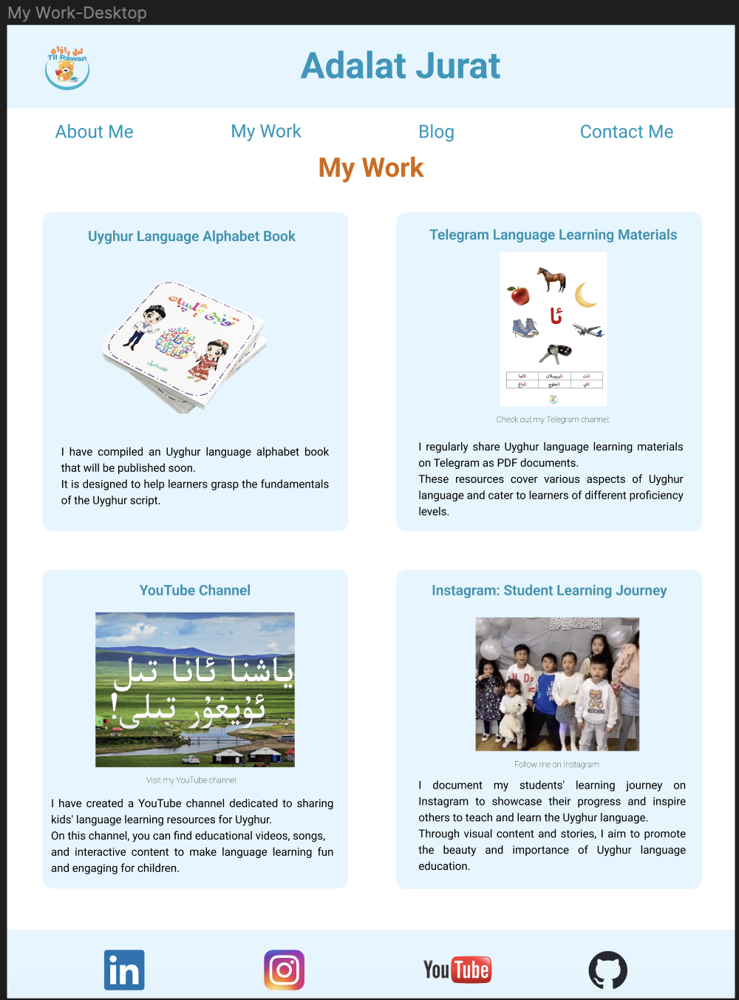 My Work-Desktop
تىل راۋان
Til Rawan
Adalat Jurat
About Me
My Work
Blog
Contact Me
My Work
Uyghur Language Alphabet Book
Telegram Language Learning Materials
ئا
ئات
ئايروپىلان
ئالما
ئاي
ئاچقۇچ
ئاياغ
Check out my Telegram channel:
I have compiled an Uyghur language alphabet book
that will be published soon.
It is designed to help learners grasp the fundamentals
of the Uyghur script.
I regularly share Uyghur language learning materials
on Telegram as PDF documents.
These resources cover various aspects of Uyghur
language and cater to learners of different proficiency
levels.
YouTube Channel
ياشنا ئانا تىل
ئۇيغۇر تىلى!
Visit my YouTube channel:
I have created a YouTube channel dedicated to sharing
kids' language learning resources for Uyghur.
On this channel, you can find educational videos, songs,
and interactive content to make language learning fun
and engaging for children.
Instagram: Student Learning Journey
MOSCHINO
Follow me on Instagram:
I document my students' learning journey on
Instagram to showcase their progress and inspire
others to teach and learn the Uyghur language.
Through visual content and stories, I aim to promote
the beauty and importance of Uyghur language
education.
in
YouTube